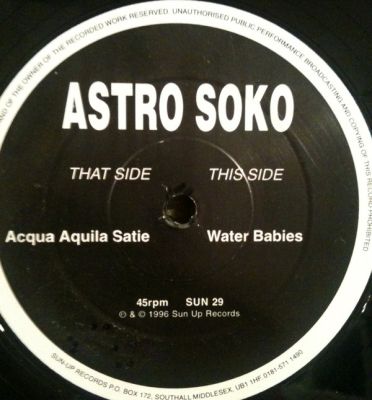 ING OF THE OWNER OF THE RECORDED WORK RESERVED UNAUTHORISED PUBLIC PERFORMANCE BROADCASTING AND COPYING OF THIS RECORD PROHIBITED
ASTRO SOKO
THAT SIDE THIS SIDE
Acqua Aquila Satie Water Babies
45rpm SUN 29
℗ & © 1996 Sun Up Records
SUN-UP RECORDS P.O. BOX 172, SOUTHALL MIDDLESEX, UB1 1HF. 0181-571 1490